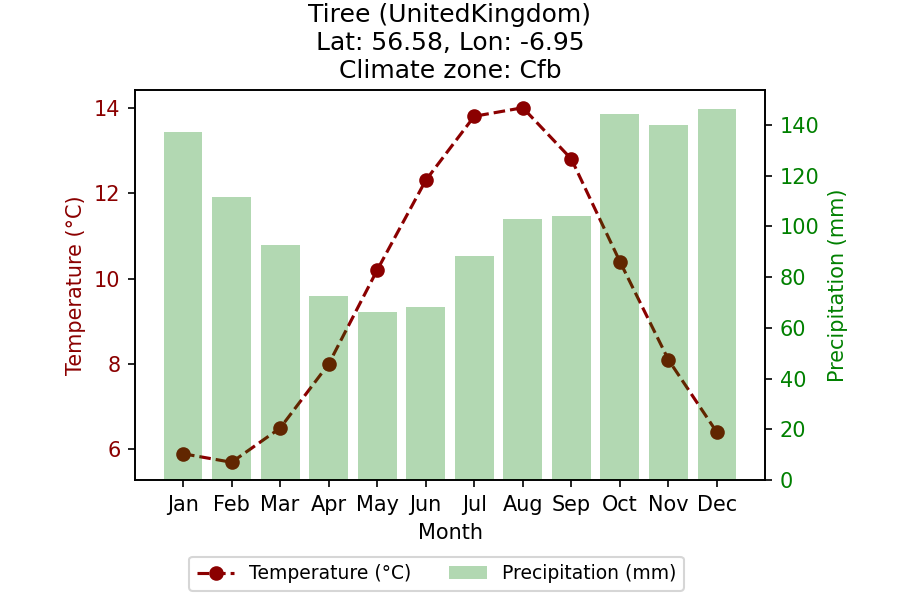 Tiree (UnitedKingdom)
Lat: 56.58, Lon: -6.95
Climate zone: Cfb
Temperature (°C)
14
12
10
8
6
Precipitation (mm)
140
120
100
80
60
40
20
0
Jan Feb Mar Apr May Jun Jul Aug Sep Oct Nov Dec
Month
Temperature (°C) Precipitation (mm)